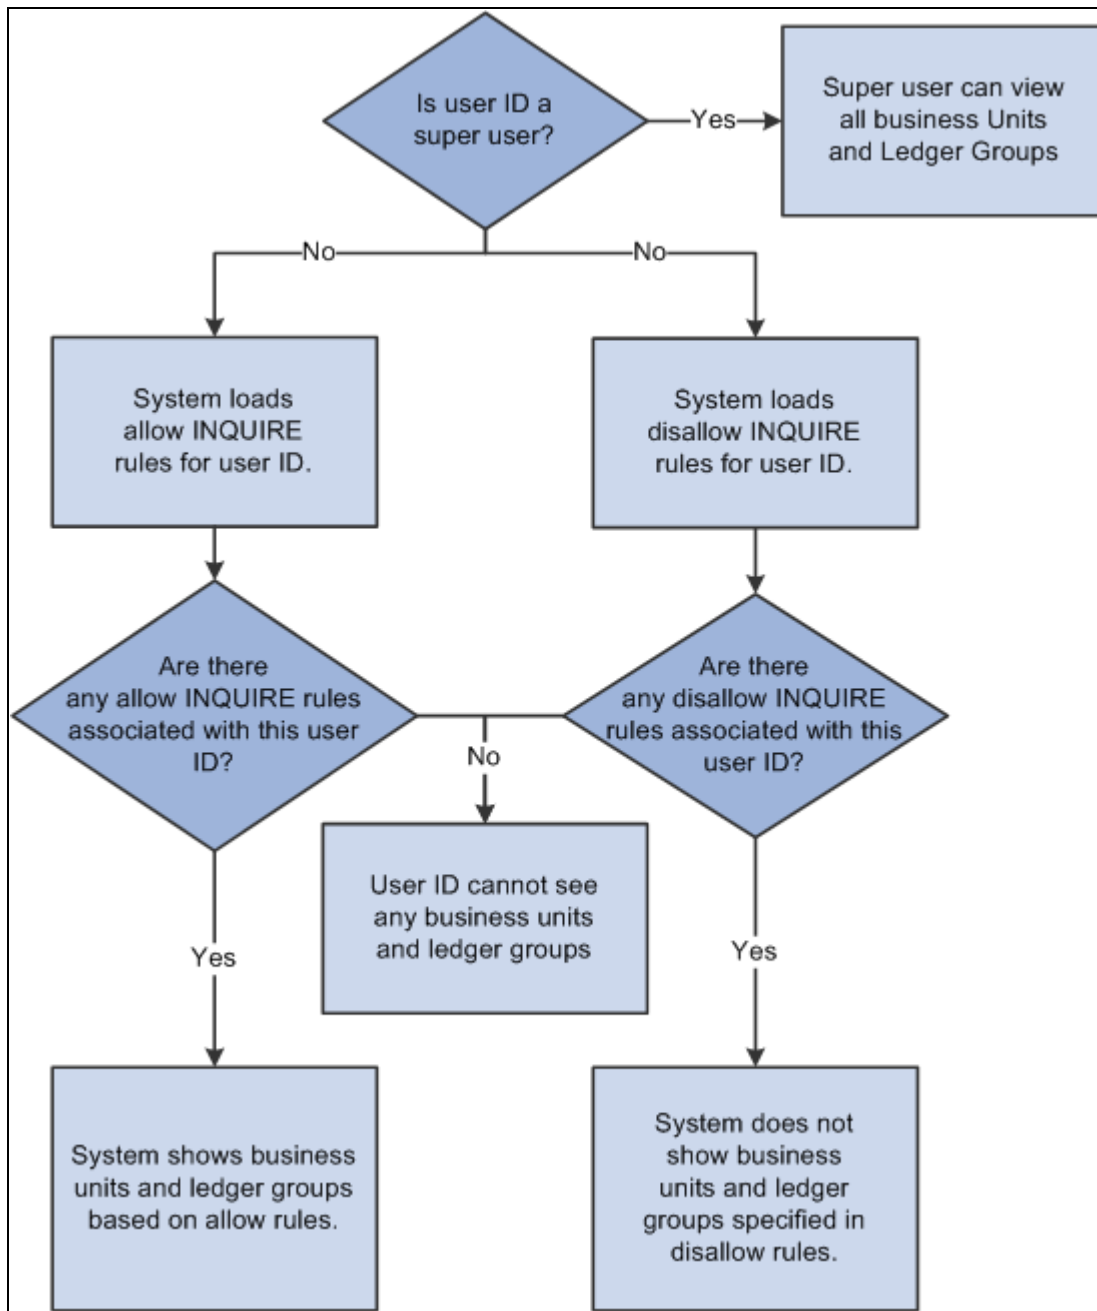 Is user ID a
super user?
Yes
Super user can view
all business Units
and Ledger Groups
No
No
System loads
allow INQUIRE
rules for user ID.
System loads
disallow INQUIRE
rules for user ID.
Are there
any allow INQUIRE rules
associated with this user
ID?
Are there
any disallow INQUIRE
rules associated with this
user ID?
No
User ID cannot see
any business units
and ledger groups
Yes
Yes
System shows business
units and ledger groups
based on allow rules.
System does not
show business
units and ledger
groups specified in
disallow rules.